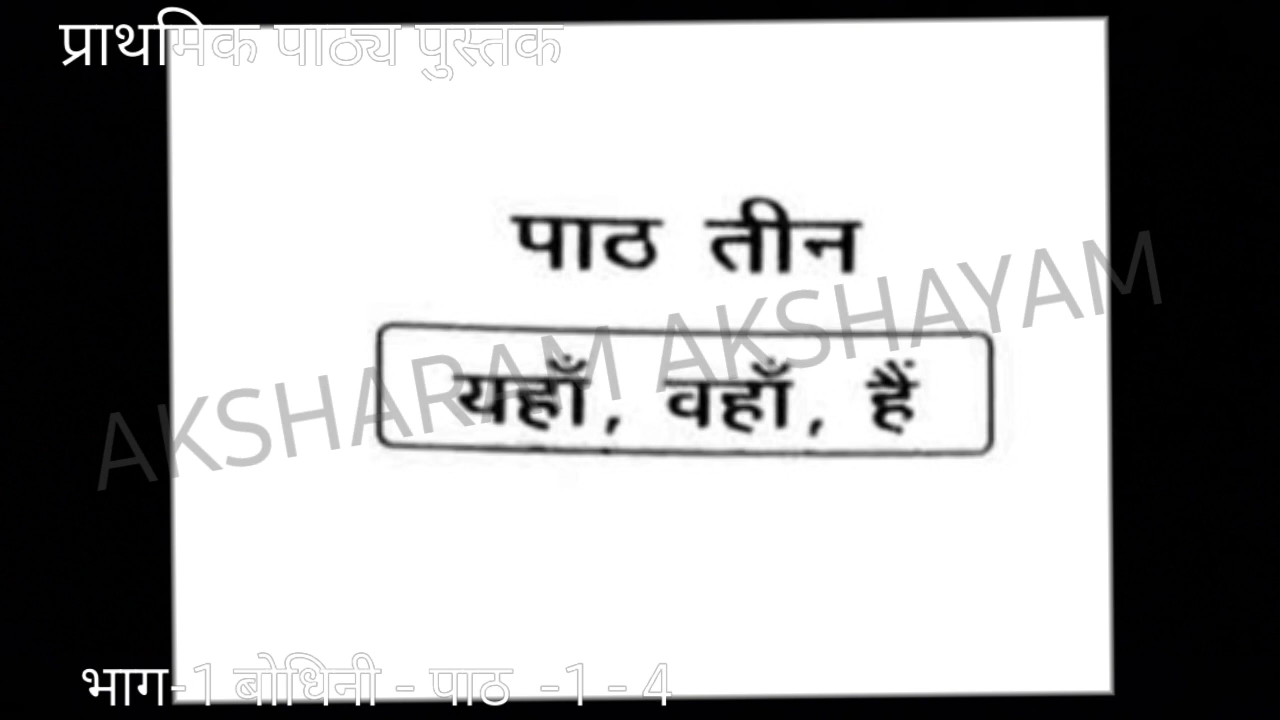 प्राथमिक पाठ्य पुस्तक
पाठ तीन
यहाँ, वहाँ, हैं
AKSHARAM AKSHAYAM
भाग-1 बोधिनी - पाठ -1 - 4